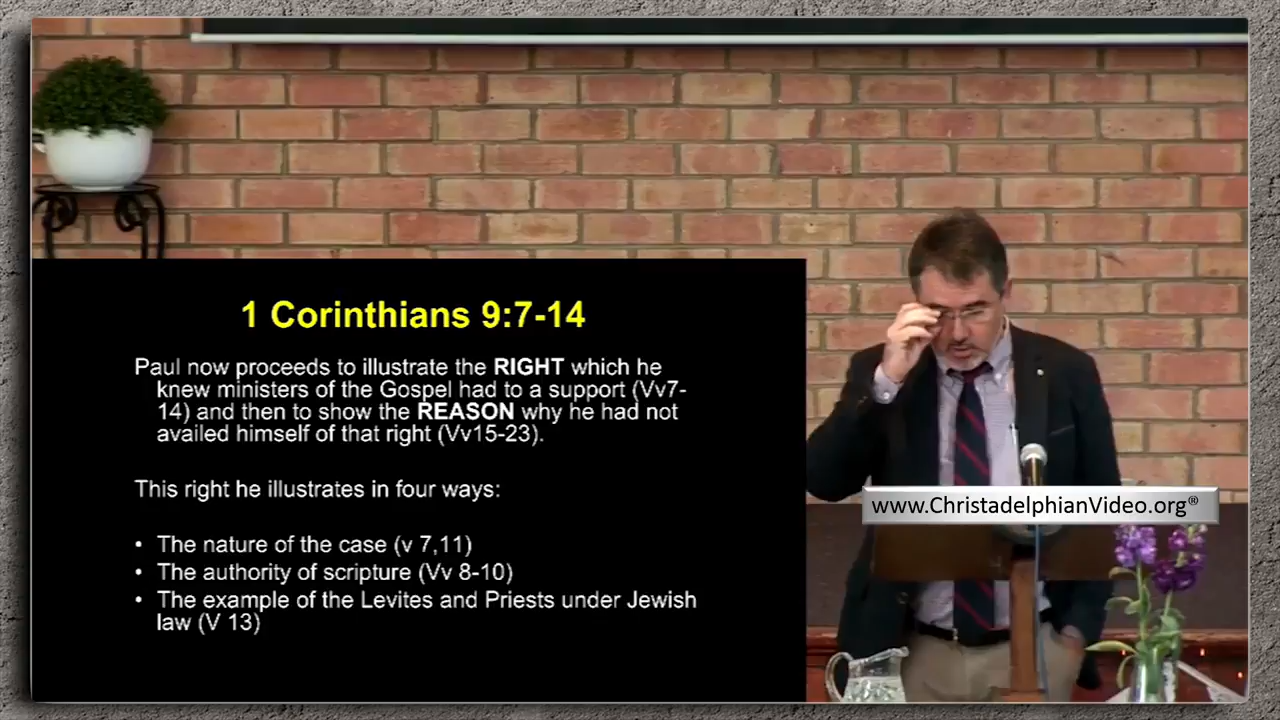 1 Corinthians 9:7-14
Paul now proceeds to illustrate the RIGHT which he
knew ministers of the Gospel had to a support (Vv7-
14) and then to show the REASON why he had not
availed himself of that right (Vv15-23).
This right he illustrates in four ways:
• The nature of the case (v 7,11)
• The authority of scripture (Vv 8-10)
• The example of the Levites and Priests under Jewish
law (V 13)
www.ChristadelphianVideo.org®